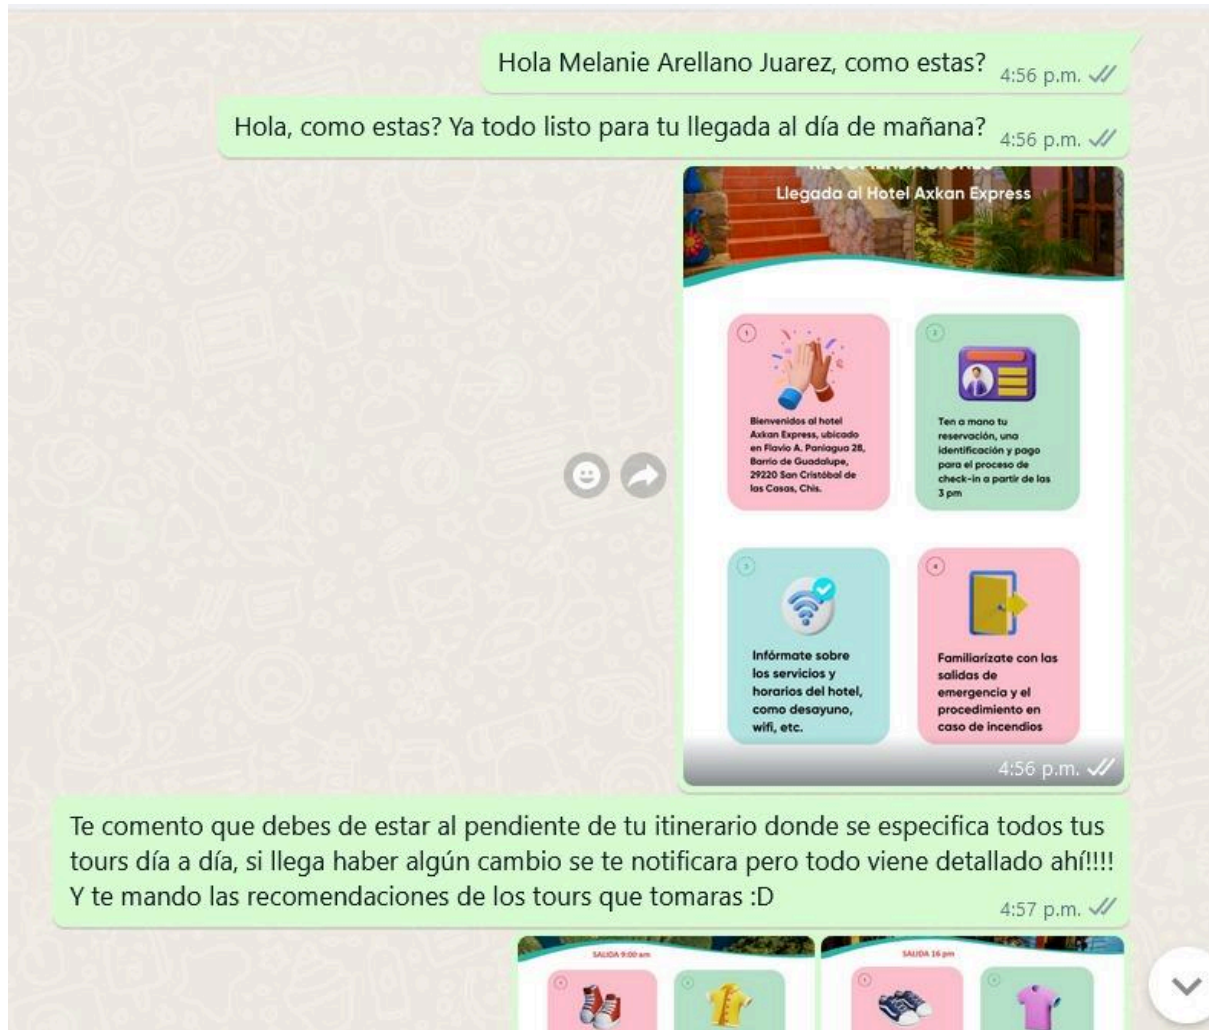 Hola Melanie Arellano Juarez, como estas?
4:56 p.m.
Hola, como estas? Ya todo listo para tu llegada al día de mañana?
4:56 p.m.
Llegada al Hotel Axkan Express
1
Bienvenidos al hotel
Axkan Express, ubicado
en Flavio A. Paniagua 28,
Barrio de Guadalupe,
29220 San Cristóbal de
las Casas, Chis.
2
Ten a mano tu
reservación, una
identificación y pago
para el proceso de
check-in a partir de las
3 pm
3
Infórmate sobre
los servicios y
horarios del hotel,
como desayuno,
wifi, etc.
4
Familiarízate con las
salidas de
emergencia y el
procedimiento en
caso de incendios
4:56 p.m.
Te comento que debes de estar al pendiente de tu itinerario donde se especifica todos tus
tours día a día, si llega haber algún cambio se te notificara pero todo viene detallado ahí!!!!
Y te mando las recomendaciones de los tours que tomaras :D
4:57 p.m.
SALIDA 9:00 am
SALIDA 16 pm